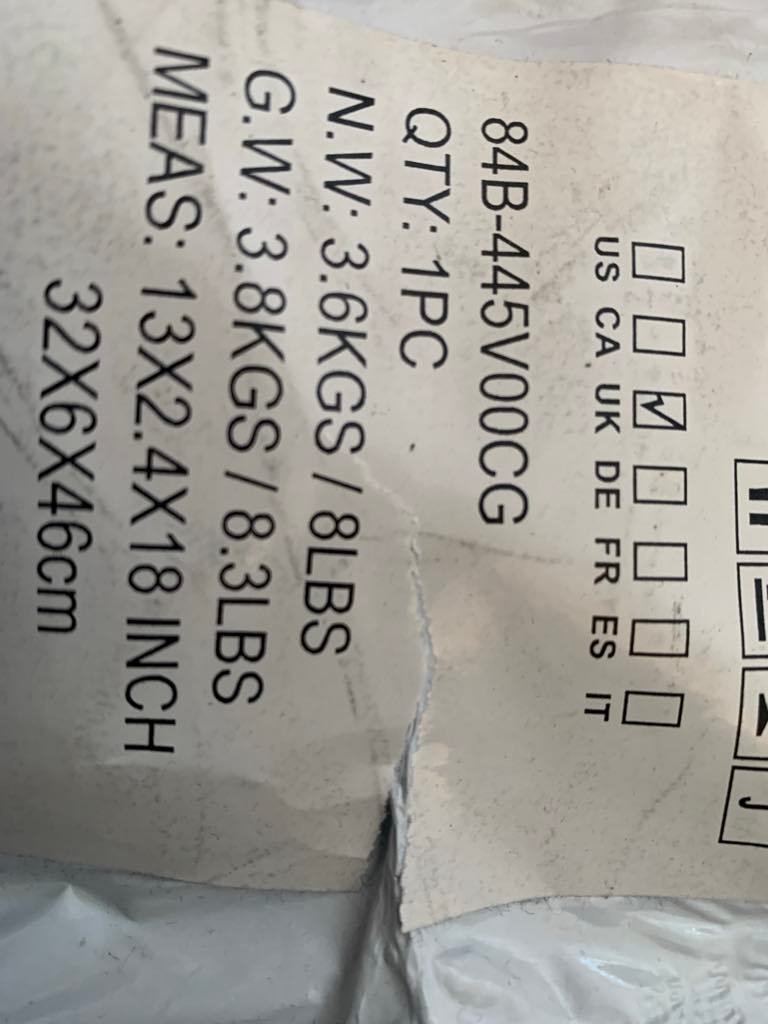 US CA UK DE FR ES IT
84B-445V00CG
QTY: 1PC
N.W: 3.6KGS / 8LBS
G.W: 3.8KGS / 8.3LBS
MEAS: 13X2.4X18 INCH
32X6X46cm